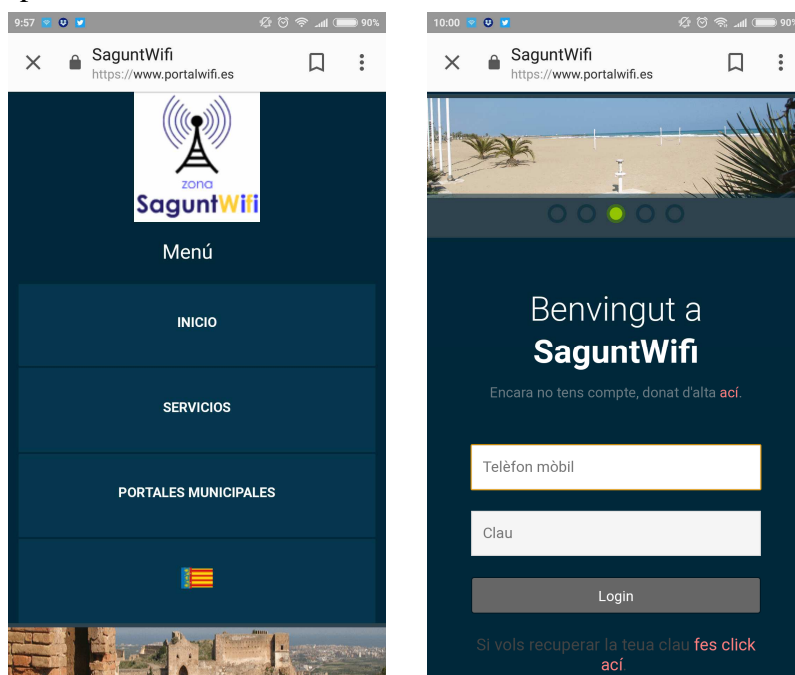 9:57
90%
SaguntWifi
https://www.portalwifi.es
zona
SaguntWifi
Menú
INICIO
SERVICIOS
PORTALES MUNICIPALES
10:00
90%
SaguntWifi
https://www.portalwifi.es
Benvingut a
SaguntWifi
Encara no tens compte, donat d'alta ací.
Telèfon mòbil
Clau
Login
Si vols recuperar la teua clau fes click
ací.